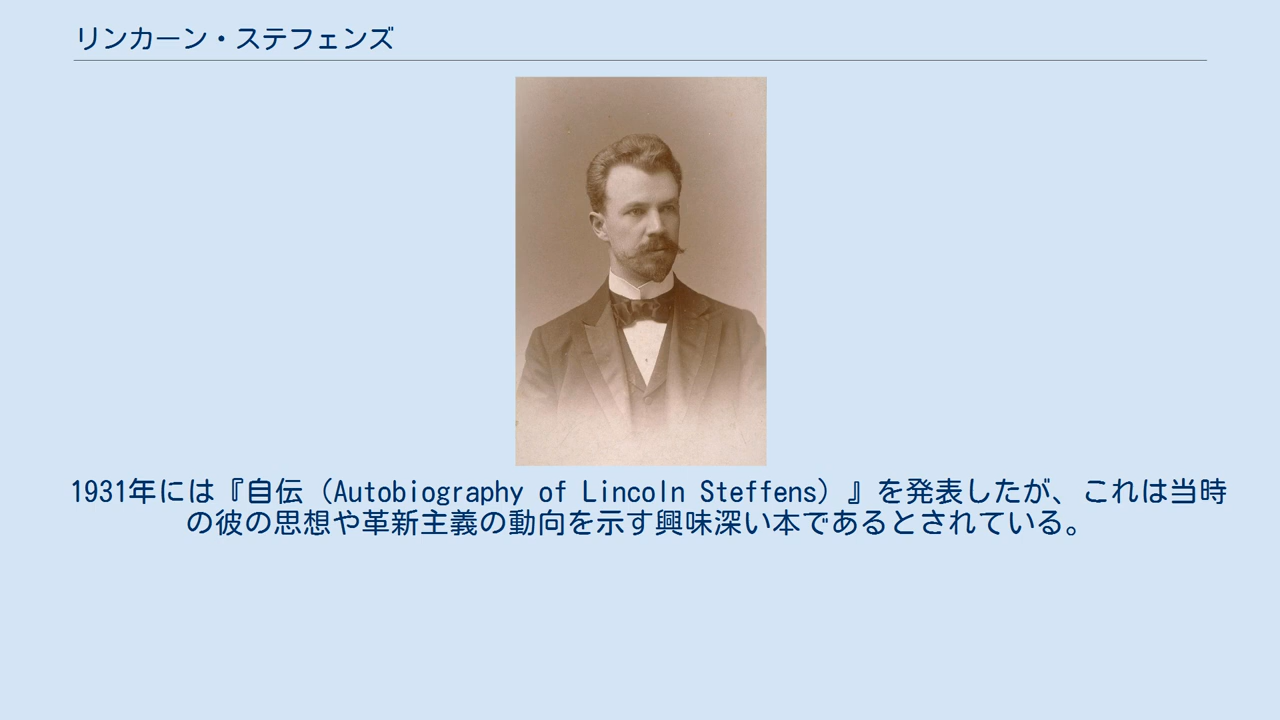 リンカーン・ステフェンズ
1931年には『自伝（Autobiography of Lincoln Steffens）』を発表したが、これは当時
の彼の思想や革新主義の動向を示す興味深い本であるとされている。